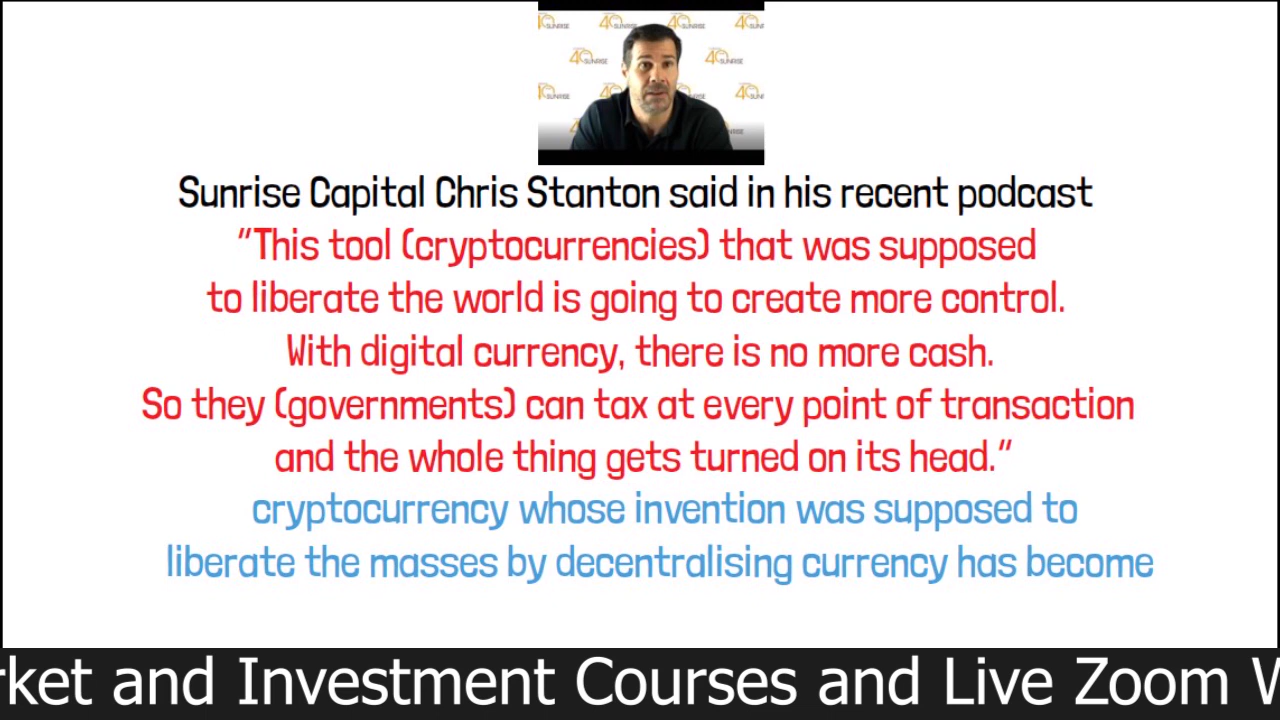 Sunrise Capital Chris Stanton said in his recent podcast
"This tool (cryptocurrencies) that was supposed
to liberate the world is going to create more control.
With digital currency, there is no more cash.
So they (governments) can tax at every point of transaction
and the whole thing gets turned on its head."
cryptocurrency whose invention was supposed to
liberate the masses by decentralising currency has become
rket and Investment Courses and Live Zoom W